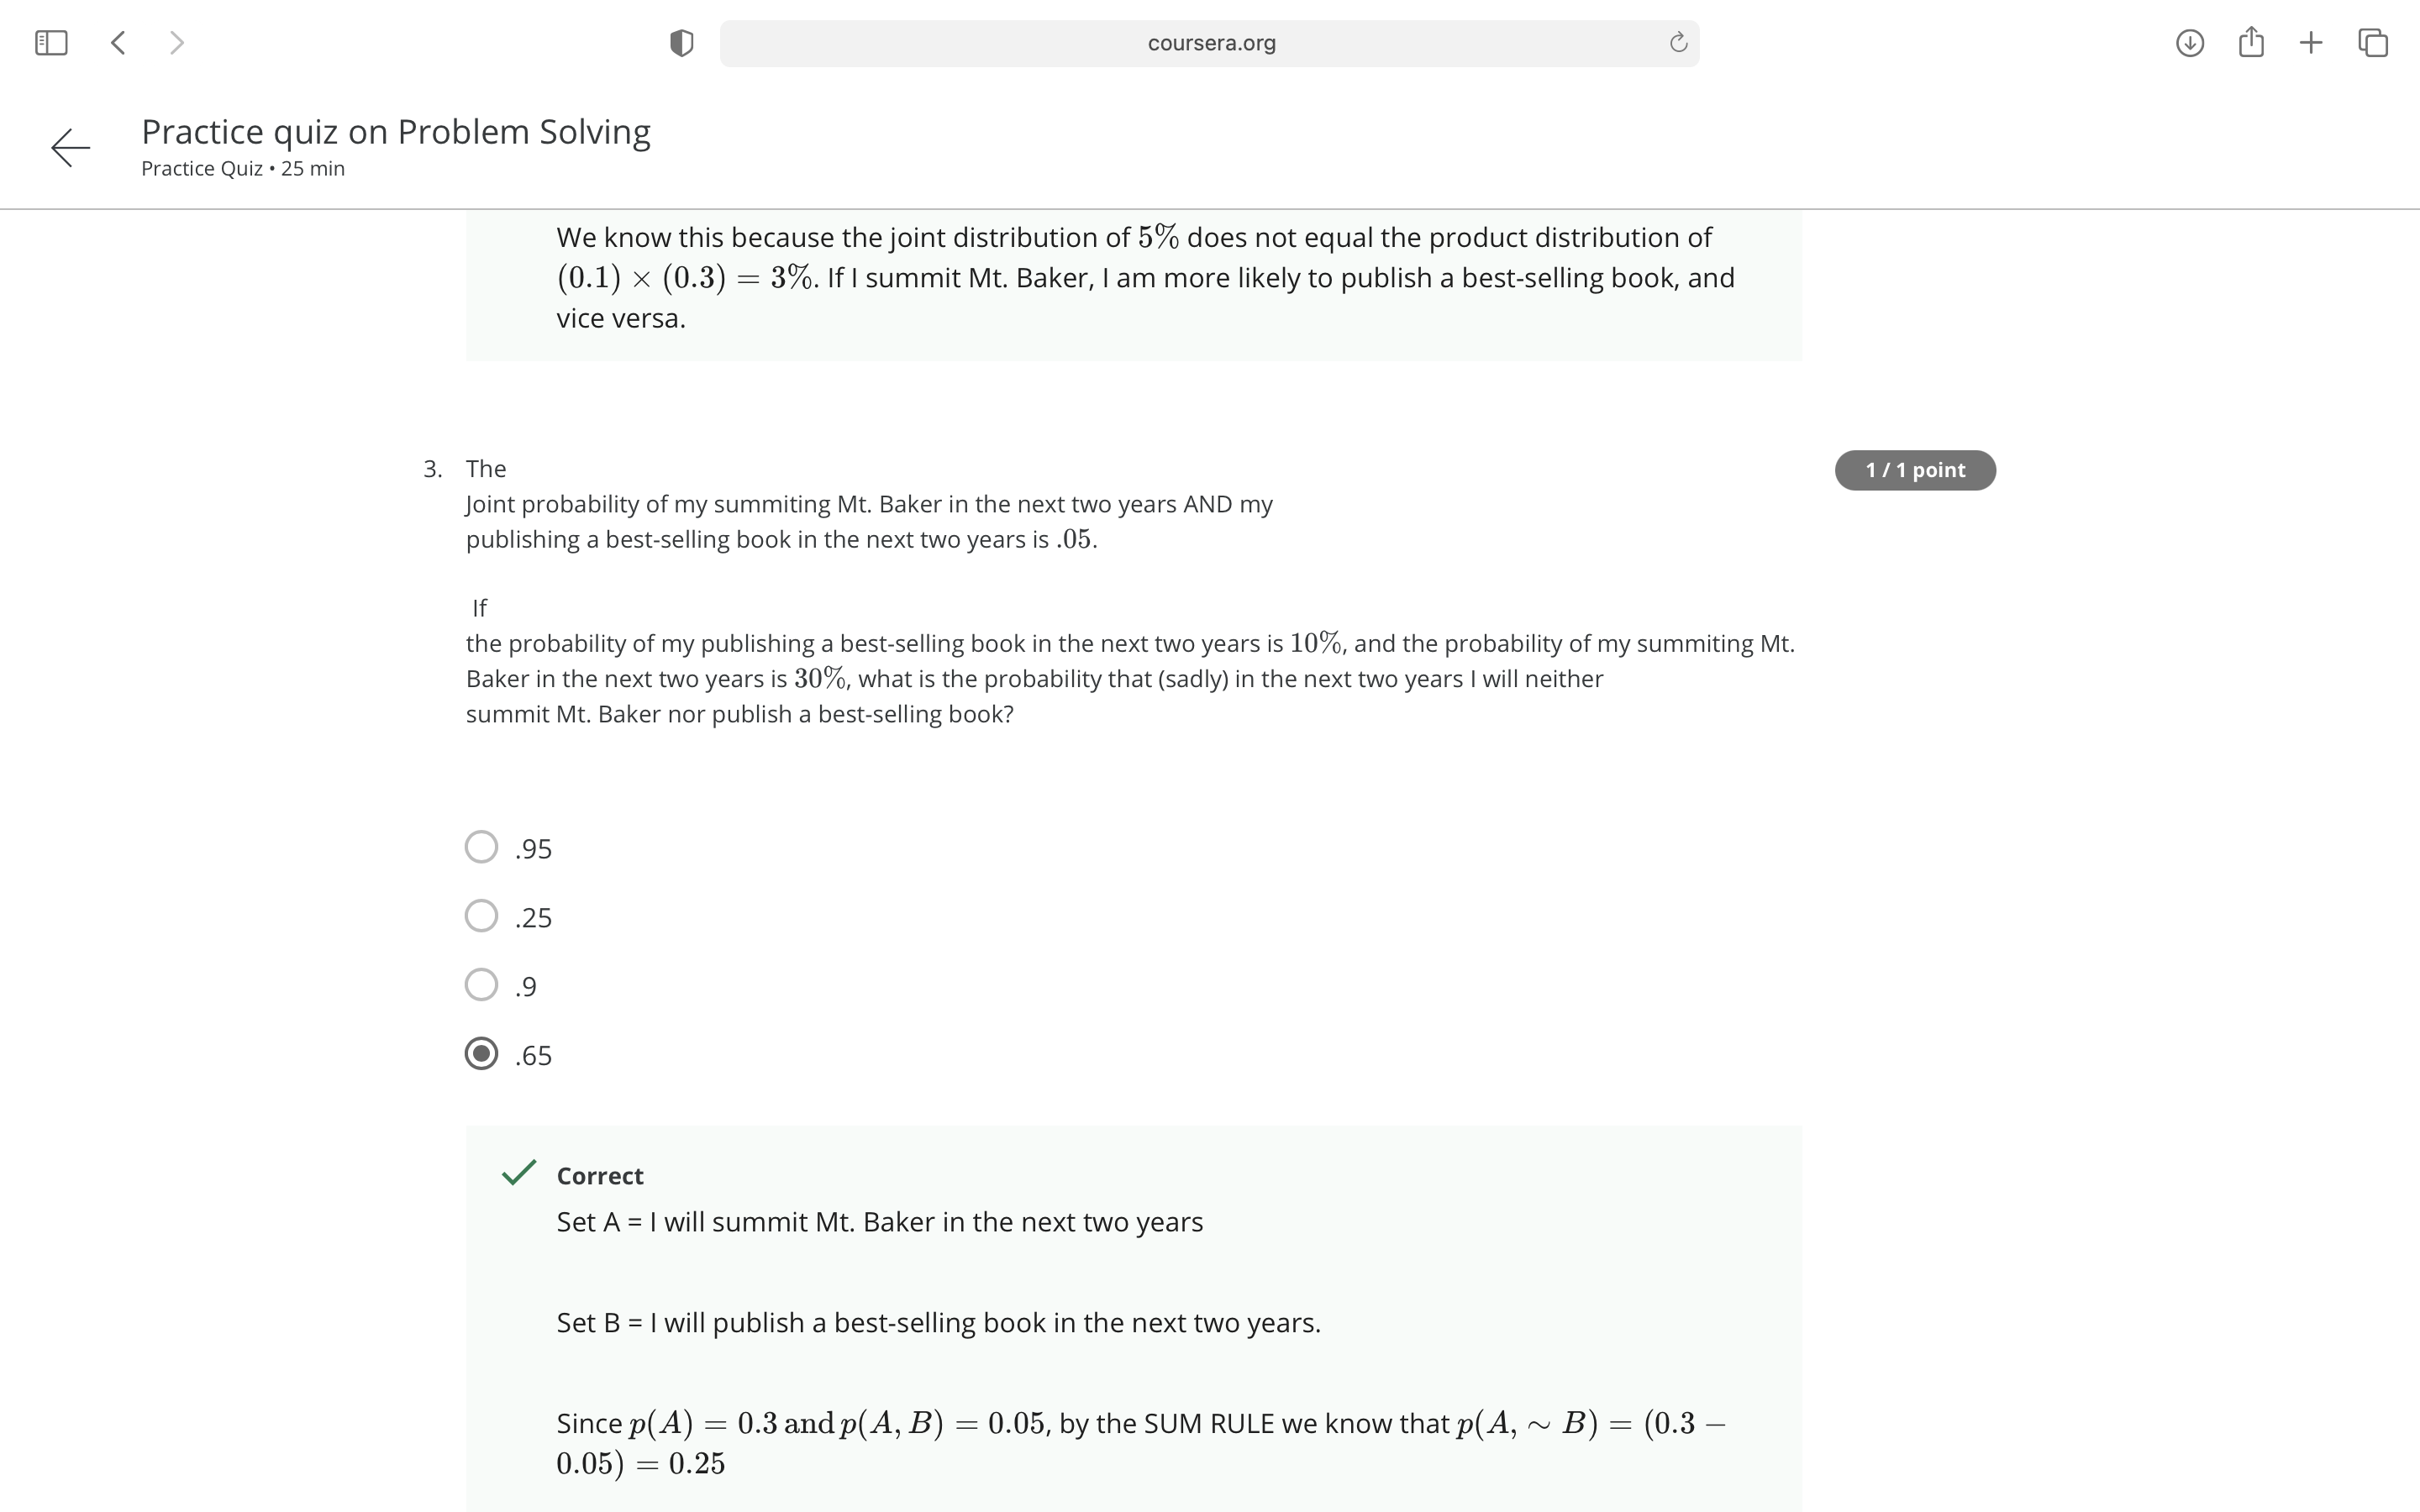 coursera.org
Practice quiz on Problem Solving
Practice Quiz • 25 min
We know this because the joint distribution of 5% does not equal the product distribution of
(0.1) × (0.3) = 3%. If I summit Mt. Baker, I am more likely to publish a best-selling book, and
vice versa.
3. The
1 / 1 point
Joint probability of my summiting Mt. Baker in the next two years AND my
publishing a best-selling book in the next two years is .05.
If
the probability of my publishing a best-selling book in the next two years is 10%, and the probability of my summiting Mt.
Baker in the next two years is 30%, what is the probability that (sadly) in the next two years I will neither
summit Mt. Baker nor publish a best-selling book?
.95
.25
.9
.65
Correct
Set A = I will summit Mt. Baker in the next two years
Set B = I will publish a best-selling book in the next two years.
Since p(A) = 0.3 and p(A, B) = 0.05, by the SUM RULE we know that p(A, ∼ B) = (0.3 −
0.05) = 0.25